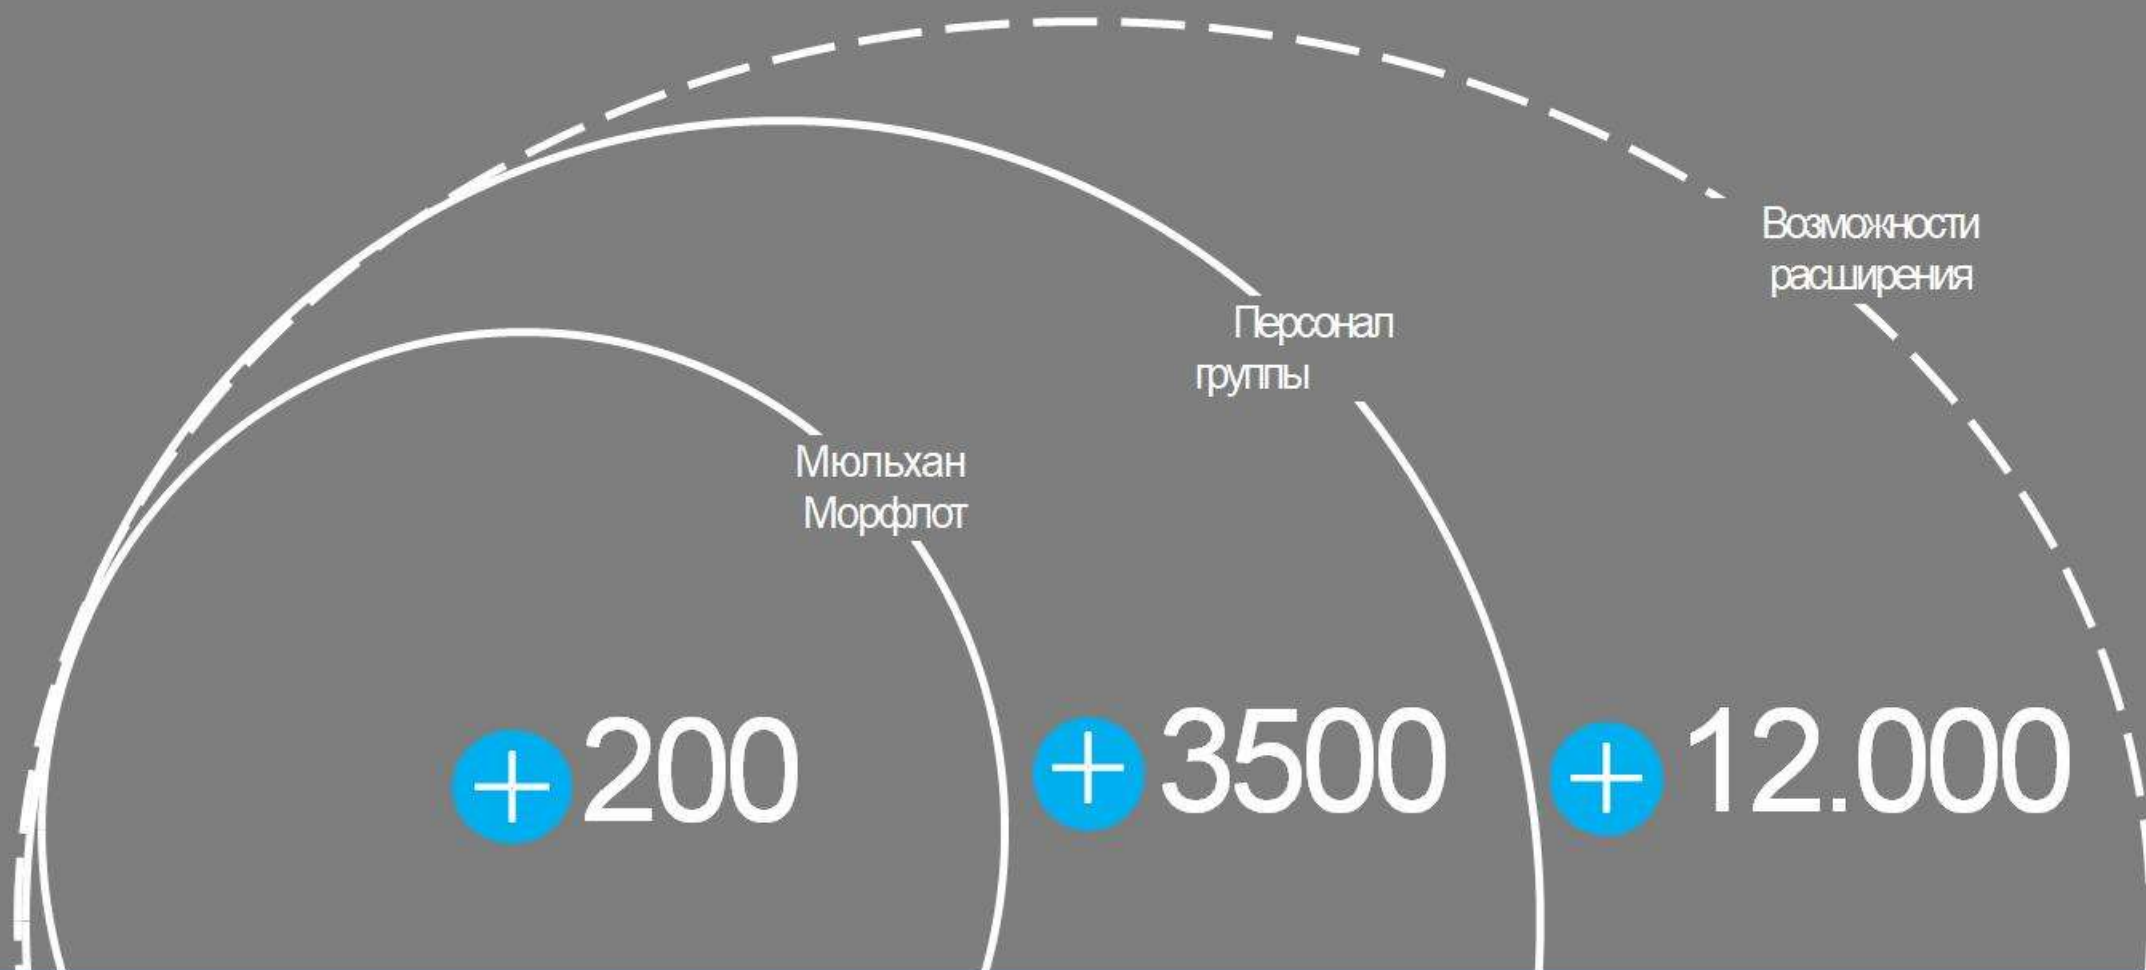 Возможности
расширения
Персонал
группы
Мюльхан
Морфлот
+ 200
+ 3500
+ 12.000